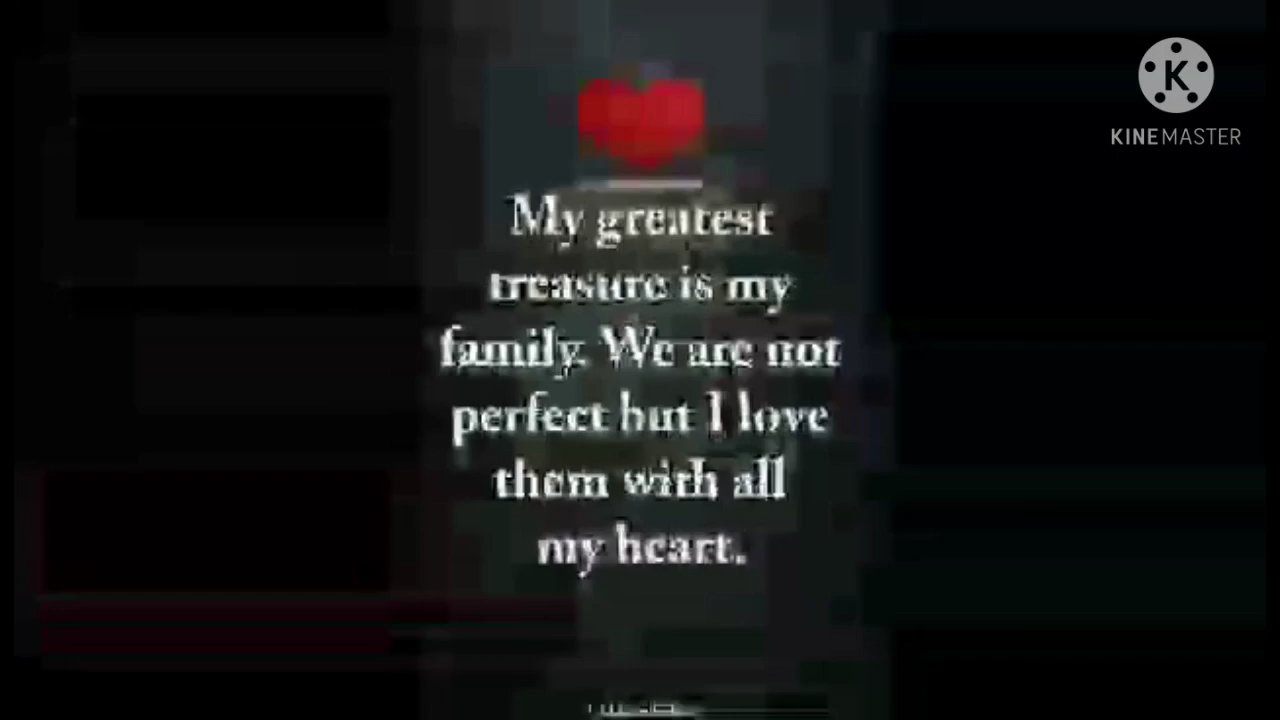 K
KINEMASTER
My greatest
treasure is my
family. We are not
perfect but I love
them with all
my heart.